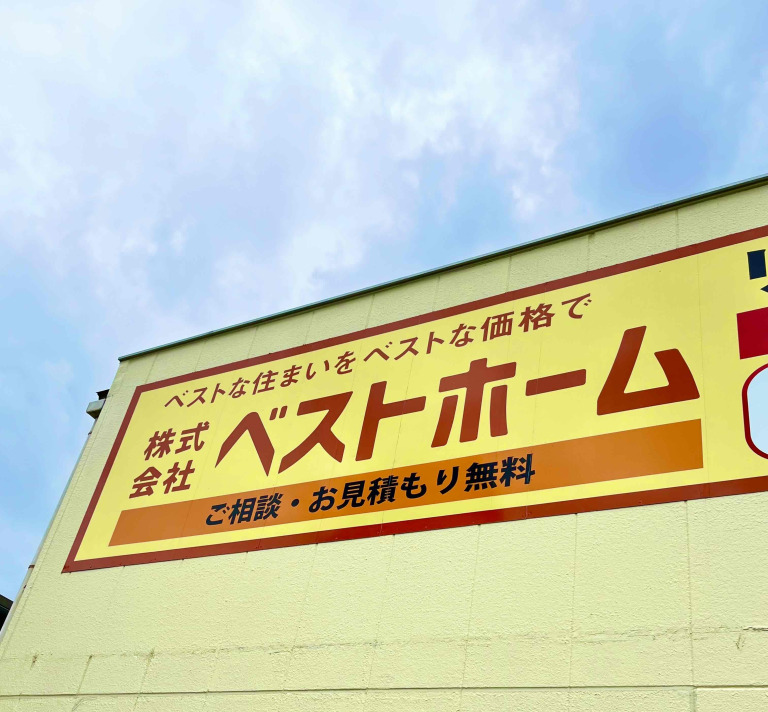 ベストな住まいを ベストな価格で
株式
会社
ベストホーム
ご相談・お見積もり無料